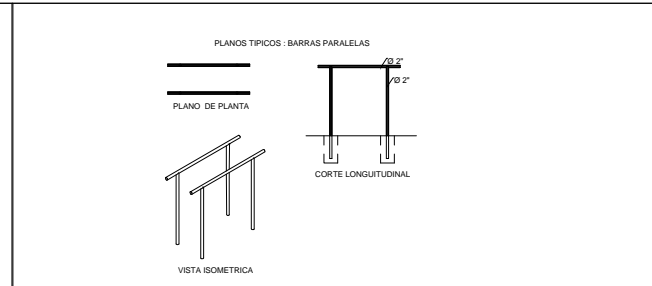 PLANOS TIPICOS : BARRAS PARALELAS
Ø 2"
Ø 2"
PLANO DE PLANTA
CORTE LONGUITUDINAL
VISTA ISOMETRICA